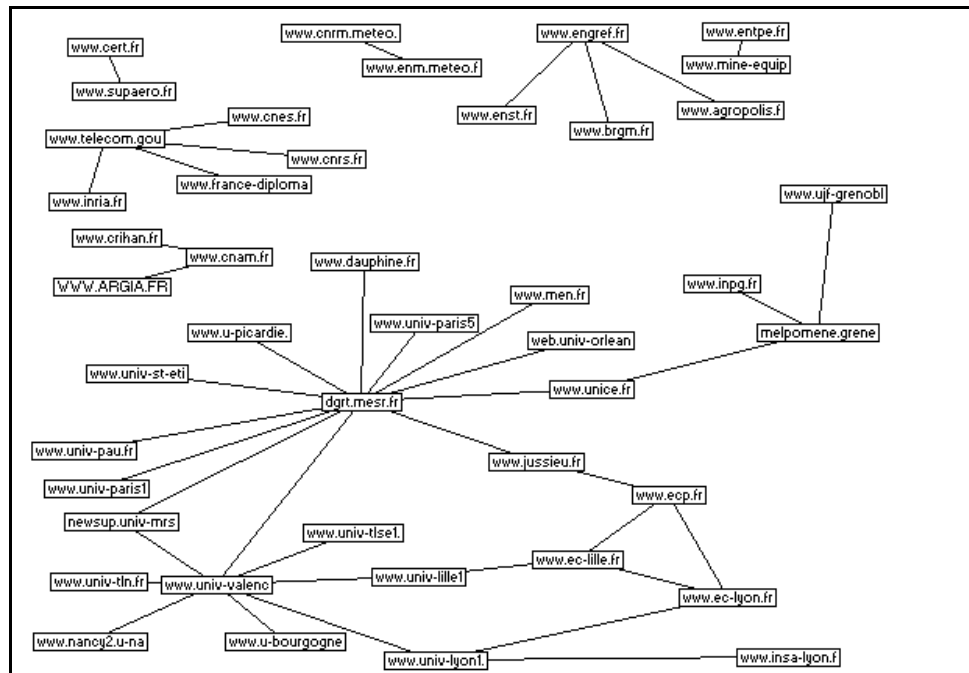 www.cnrm.meteo.
www.engref.fr
www.entpe.fr
www.cert.fr
www.enm.meteo.f
www.mine-equip
www.supaero.fr
www.cnes.fr
www.enst.fr
www.brgm.fr
www.agropolis.f
www.telecom.gou
www.cnrs.fr
www.france-diploma
www.inria.fr
www.ujf-grenobl
www.crihan.fr
www.cnam.fr
www.dauphine.fr
WWW.ARGIA.FR
www.inpg.fr
www.men.fr
www.univ-paris5
www.u-picardie.
web.univ-orlean
melpomene.grene
www.univ-st-eti
www.unice.fr
dgrt.mesr.fr
www.univ-pau.fr
www.jussieu.fr
www.univ-paris1
www.ecp.fr
newsup.univ-mrs
www.univ-tlse1.
www.ec-lille.fr
www.univ-tln.fr
www.univ-valenc
www.univ-lille1
www.ec-lyon.fr
www.nancy2.u-na
www.u-bourgogne
www.univ-lyon1.
www.insa-lyon.f